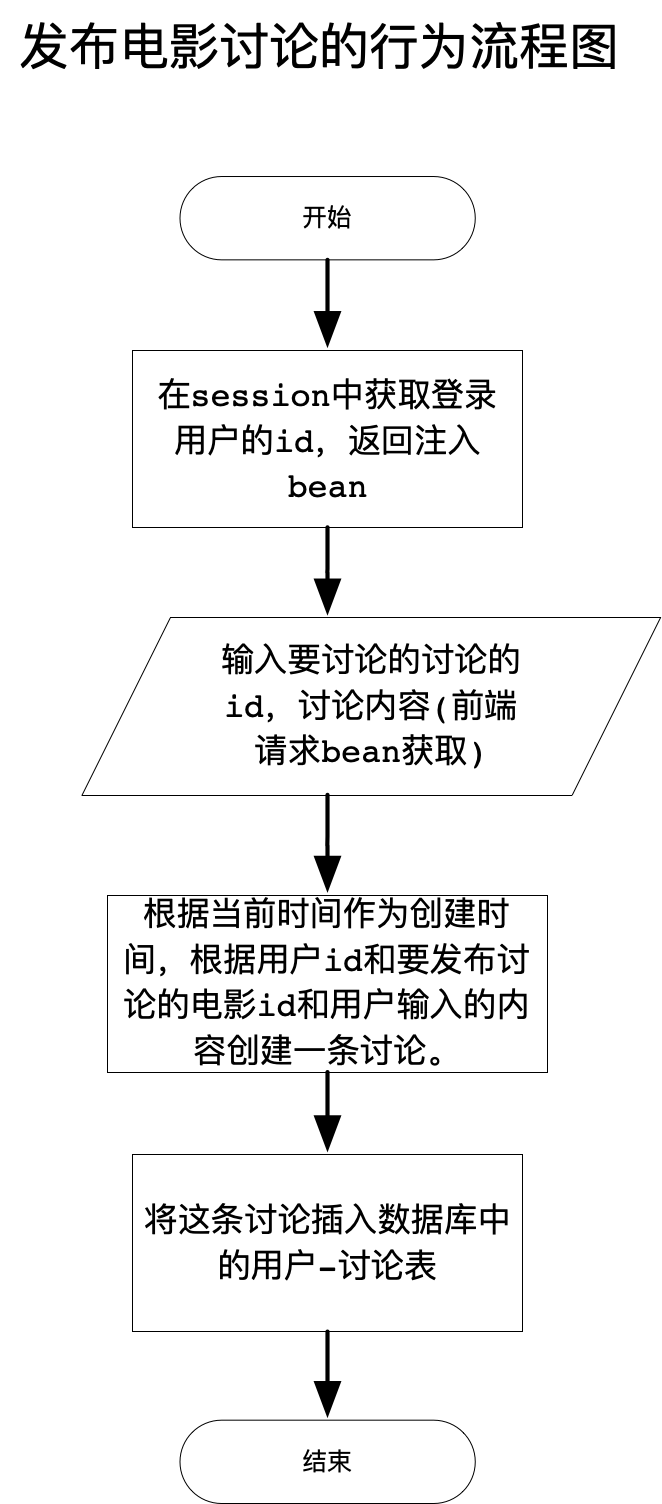 发布电影讨论的行为流程图
开始
在session中获取登录
用户的id，返回注入
bean
输入要讨论的讨论的
id，讨论内容(前端
请求bean获取)
根据当前时间作为创建时
间，根据用户id和要发布讨
论的电影id和用户输入的内
容创建一条讨论。
将这条讨论插入数据库中
的用户-讨论表
结束